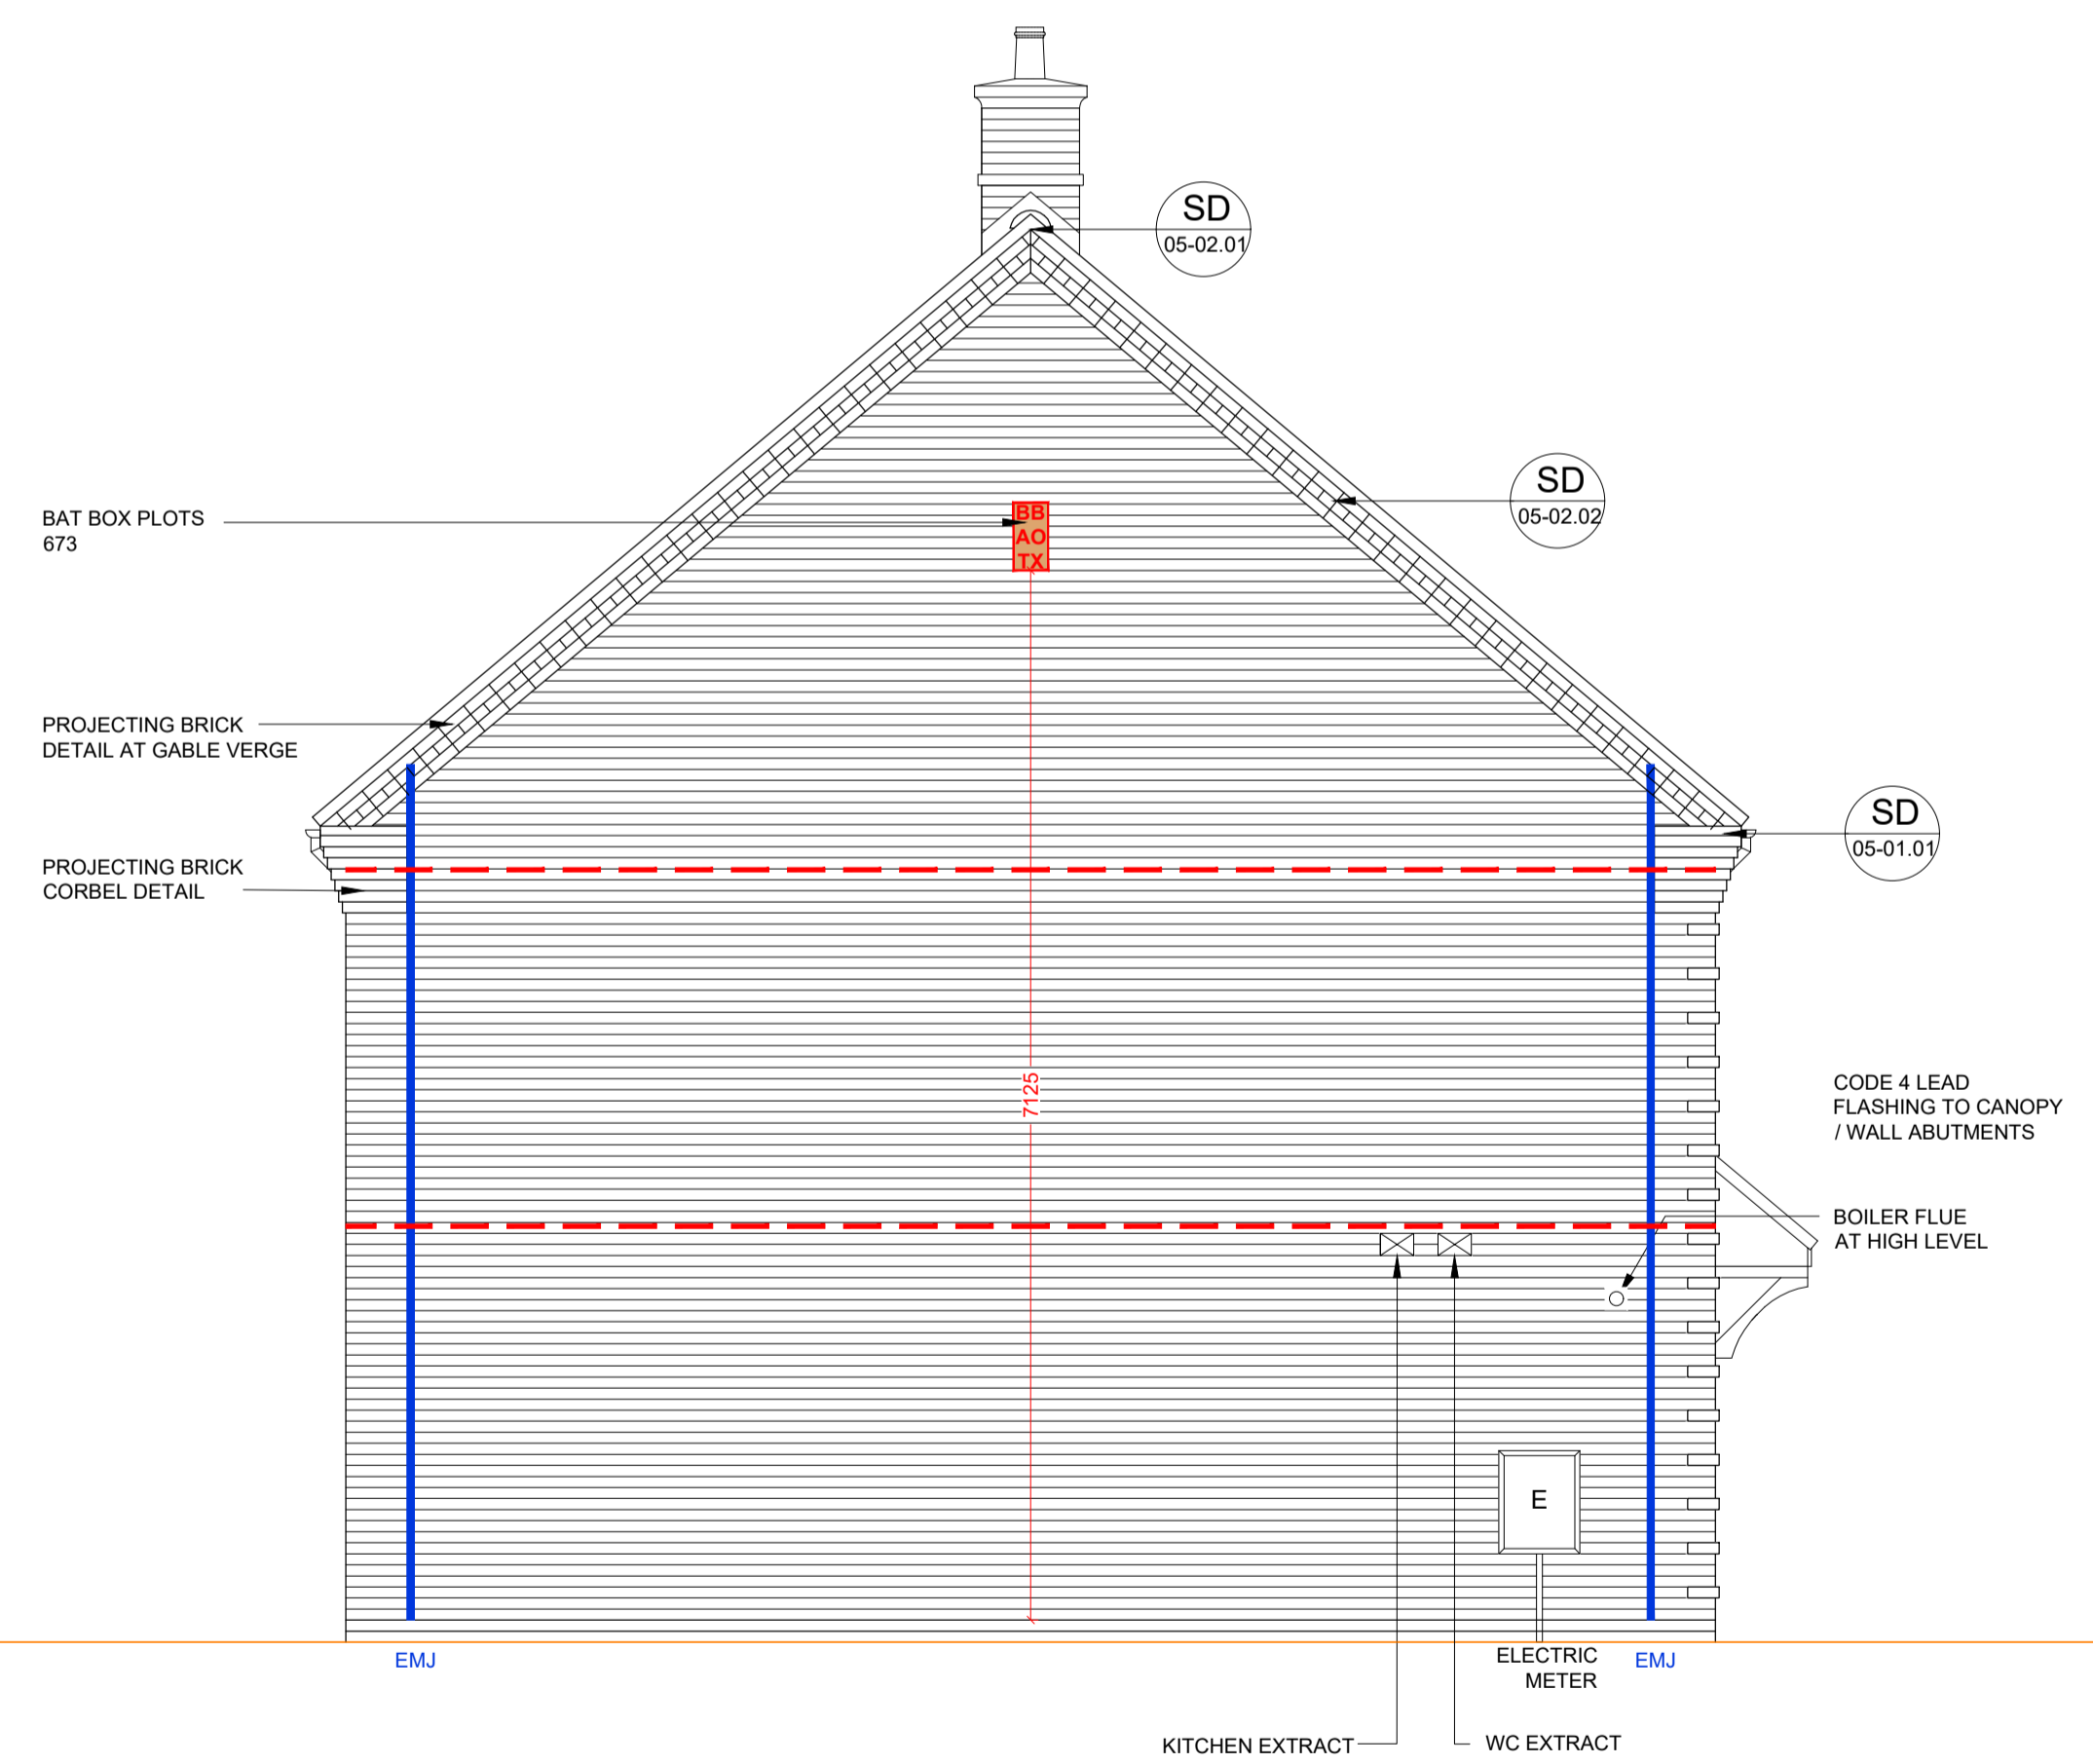 SD
05-02.01
SD
05-02.02
BAT BOX PLOTS
673
BB
AO
TX
PROJECTING BRICK
DETAIL AT GABLE VERGE
SD
05-01.01
PROJECTING BRICK
CORBEL DETAIL
7125
CODE 4 LEAD
FLASHING TO CANOPY
/ WALL ABUTMENTS
BOILER FLUE
AT HIGH LEVEL
E
EMJ
ELECTRIC
METER
EMJ
KITCHEN EXTRACT
WC EXTRACT